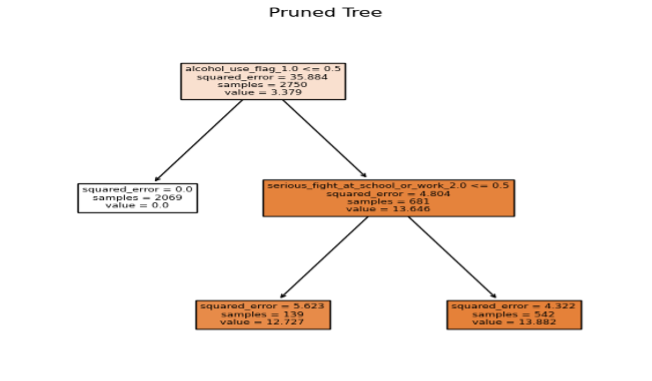 Pruned Tree
alcohol_use_flag_1.0 <= 0.5
squared_error = 35.884
samples = 2750
value = 3.379
squared_error = 0.0
samples = 2069
value = 0.0
serious_fight_at_school_or_work_2.0 <= 0.5
squared_error = 4.804
samples = 681
value = 13.646
squared_error = 5.623
samples = 139
value = 12.727
squared_error = 4.322
samples = 542
value = 13.882